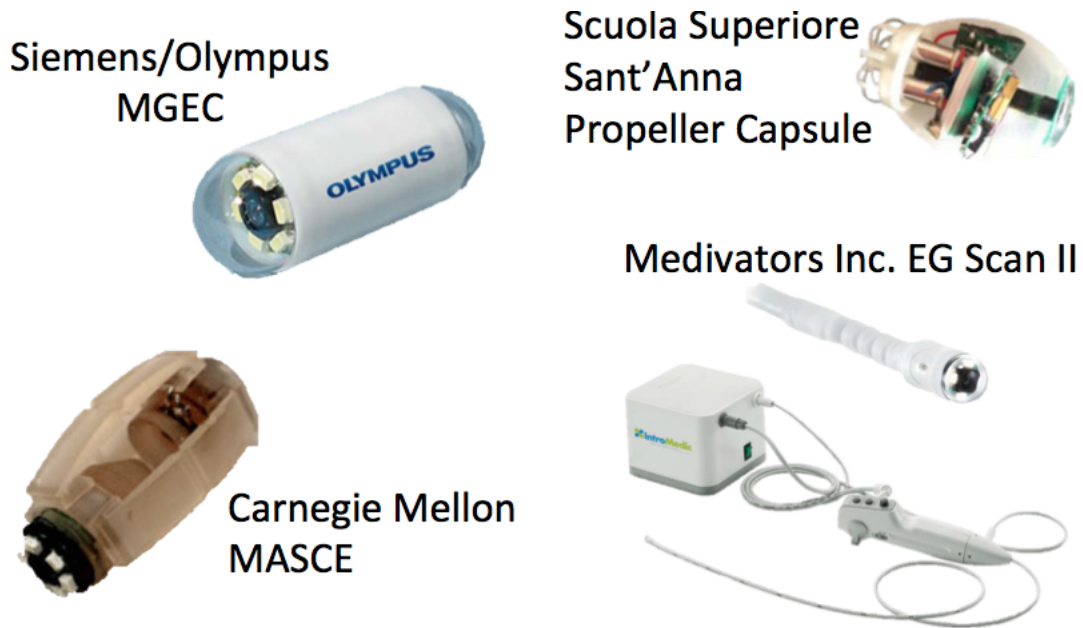 Siemens/Olympus
MGEC
OLYMPUS
Scuola Superiore
Sant’Anna
Propeller Capsule
Medivators Inc. EG Scan II
IntroMedic
Carnegie Mellon
MASCE